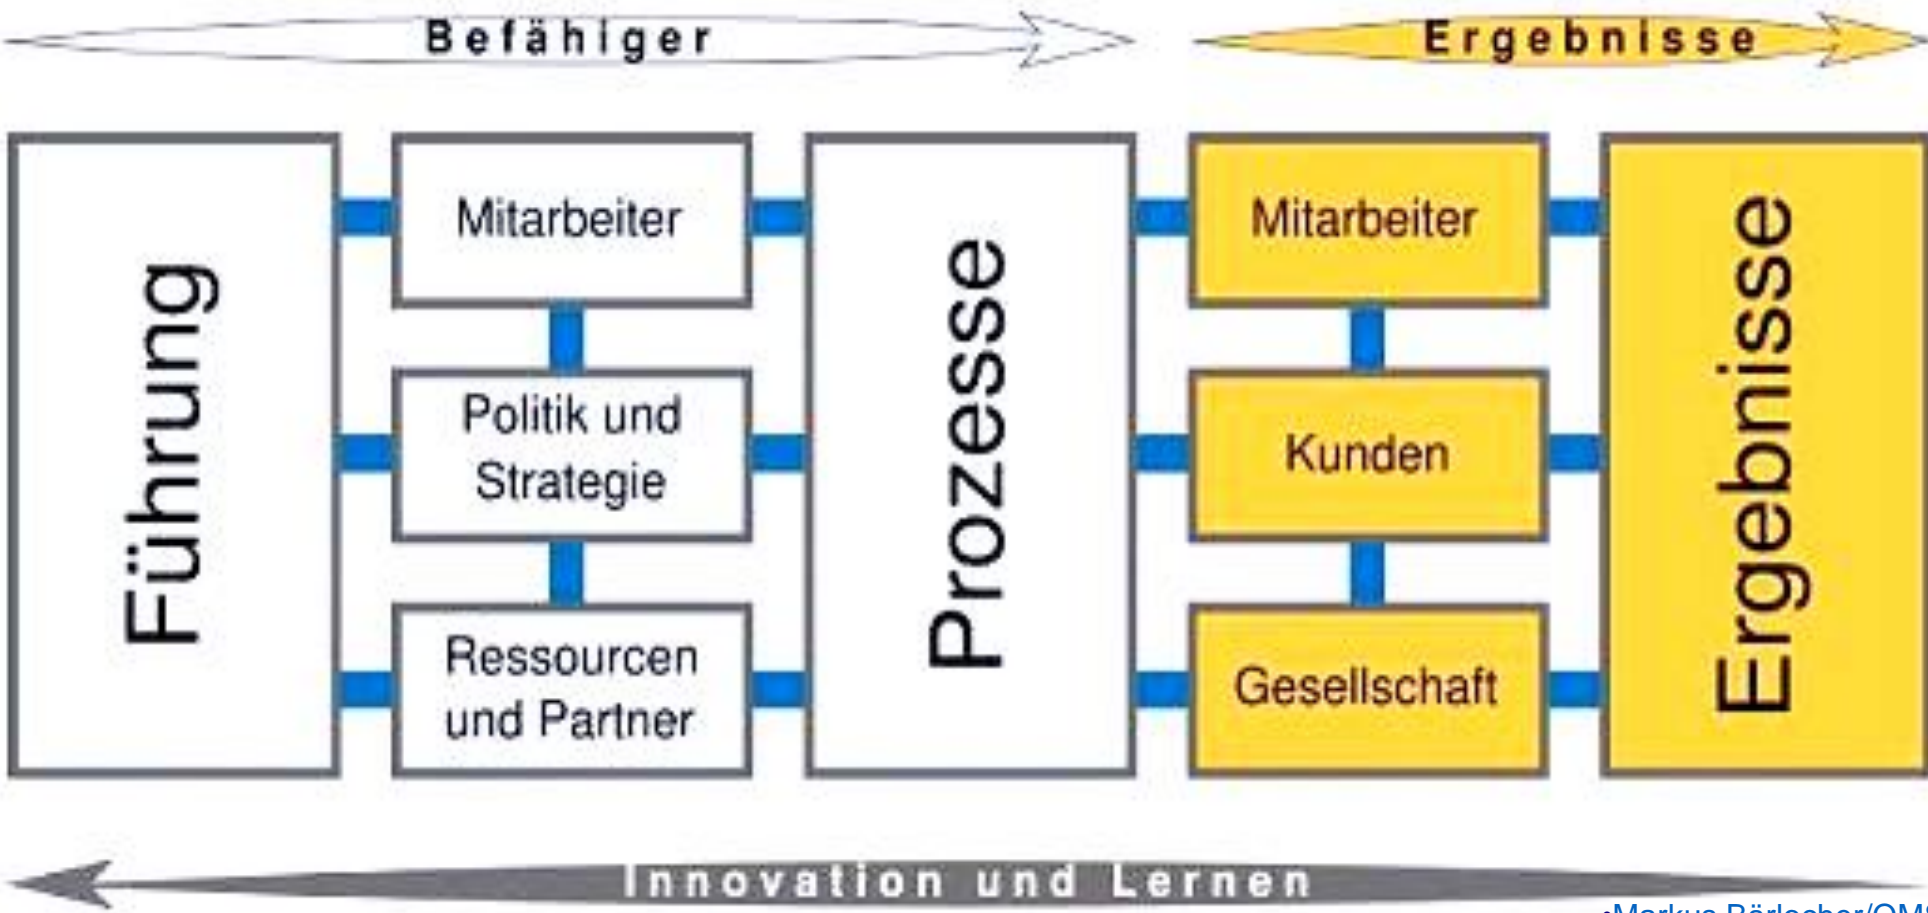 Befähiger
Ergebnisse
Führung
Mitarbeiter
Politik und
Strategie
Ressourcen
und Partner
Prozesse
Mitarbeiter
Kunden
Gesellschaft
Ergebnisse
Innovation und Lernen